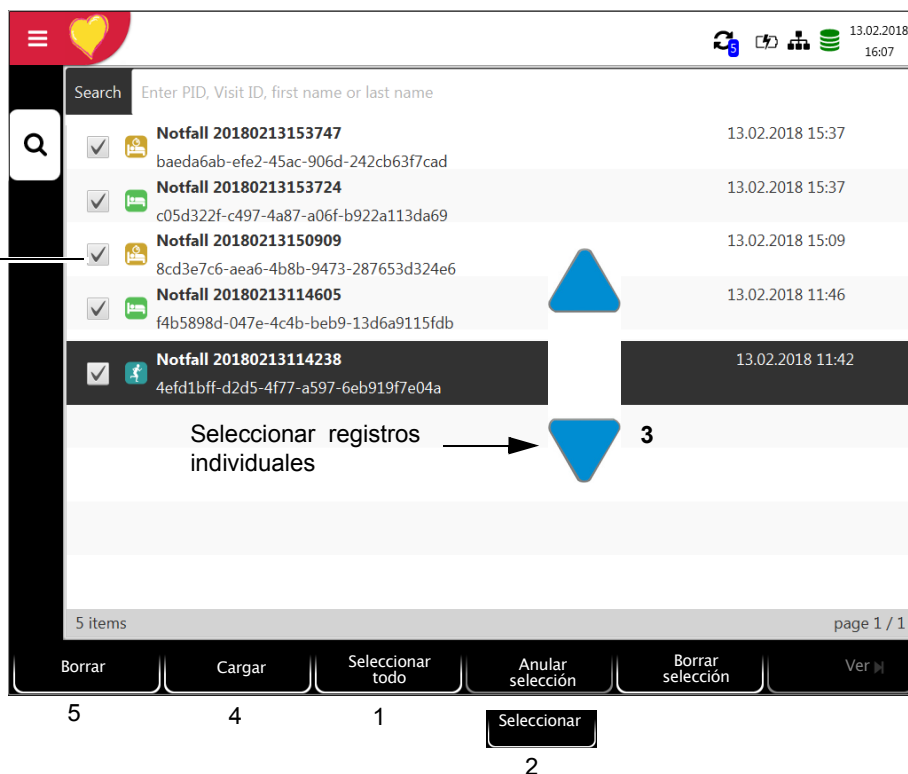 5
13.02.2018
16:07
Search Enter PID, Visit ID, first name or last name
Notfall 20180213153747 13.02.2018 15:37
baeda6ab-efe2-45ac-906d-242cb63f7cad
Notfall 20180213153724 13.02.2018 15:37
c05d322f-c497-4a87-a06f-b922a113da69
Notfall 20180213150909 13.02.2018 15:09
8cd3e7c6-aea6-4b8b-9473-287653d324e6
Notfall 20180213114605 13.02.2018 11:46
f4b5898d-047e-4c4b-beb9-13d6a9115fdb
Notfall 20180213114238 13.02.2018 11:42
4efd1bff-d2d5-4f77-a597-6eb919f7e04a
Seleccionar registros
individuales
3
5 items page 1 / 1
Borrar
Cargar
Seleccionar
todo
Anular
selección
Borrar
selección
Ver
5 4 1
Seleccionar
2